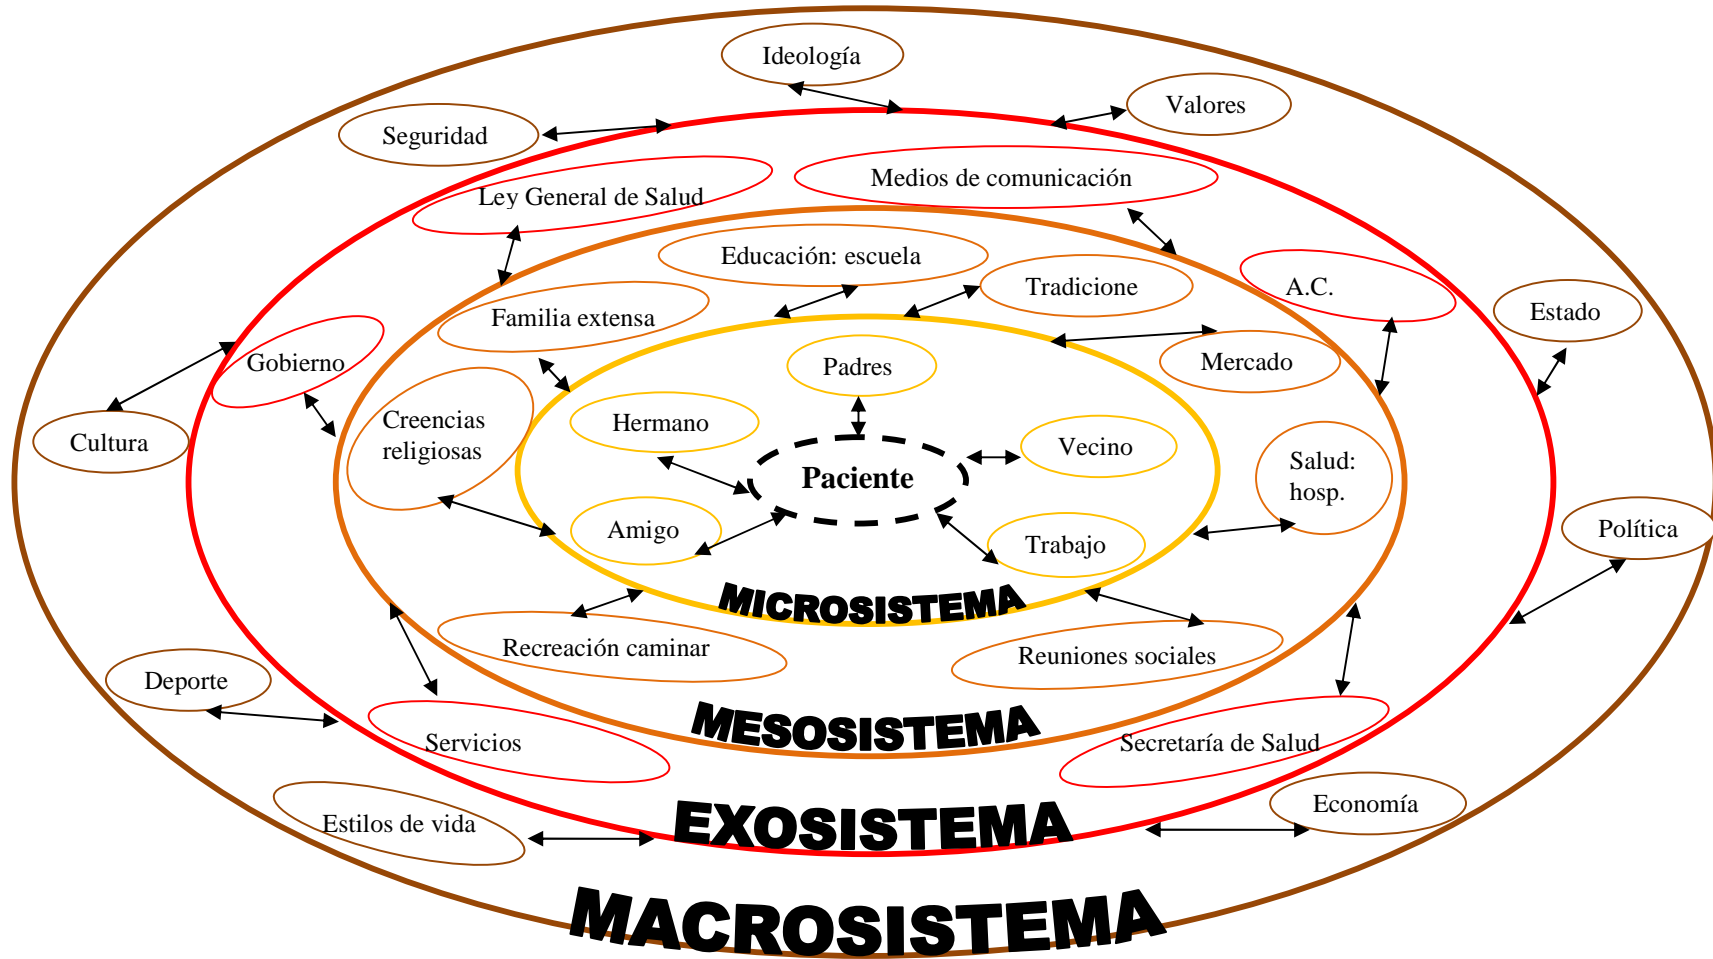 Ideología
Valores
Seguridad
Ley General de Salud
Medios de comunicación
Educación: escuela
Tradicione
A.C.
Familia extensa
Estado
Gobierno
Padres
Mercado
Cultura
Creencias
religiosas
Hermano
Vecino
Paciente
Salud:
hosp.
Amigo
Trabajo
Política
MICROSISTEMA
Recreación caminar
Reuniones sociales
Deporte
MESOSISTEMA
Servicios
Secretaría de Salud
Estilos de vida
EXOSISTEMA
Economía
MACROSISTEMA